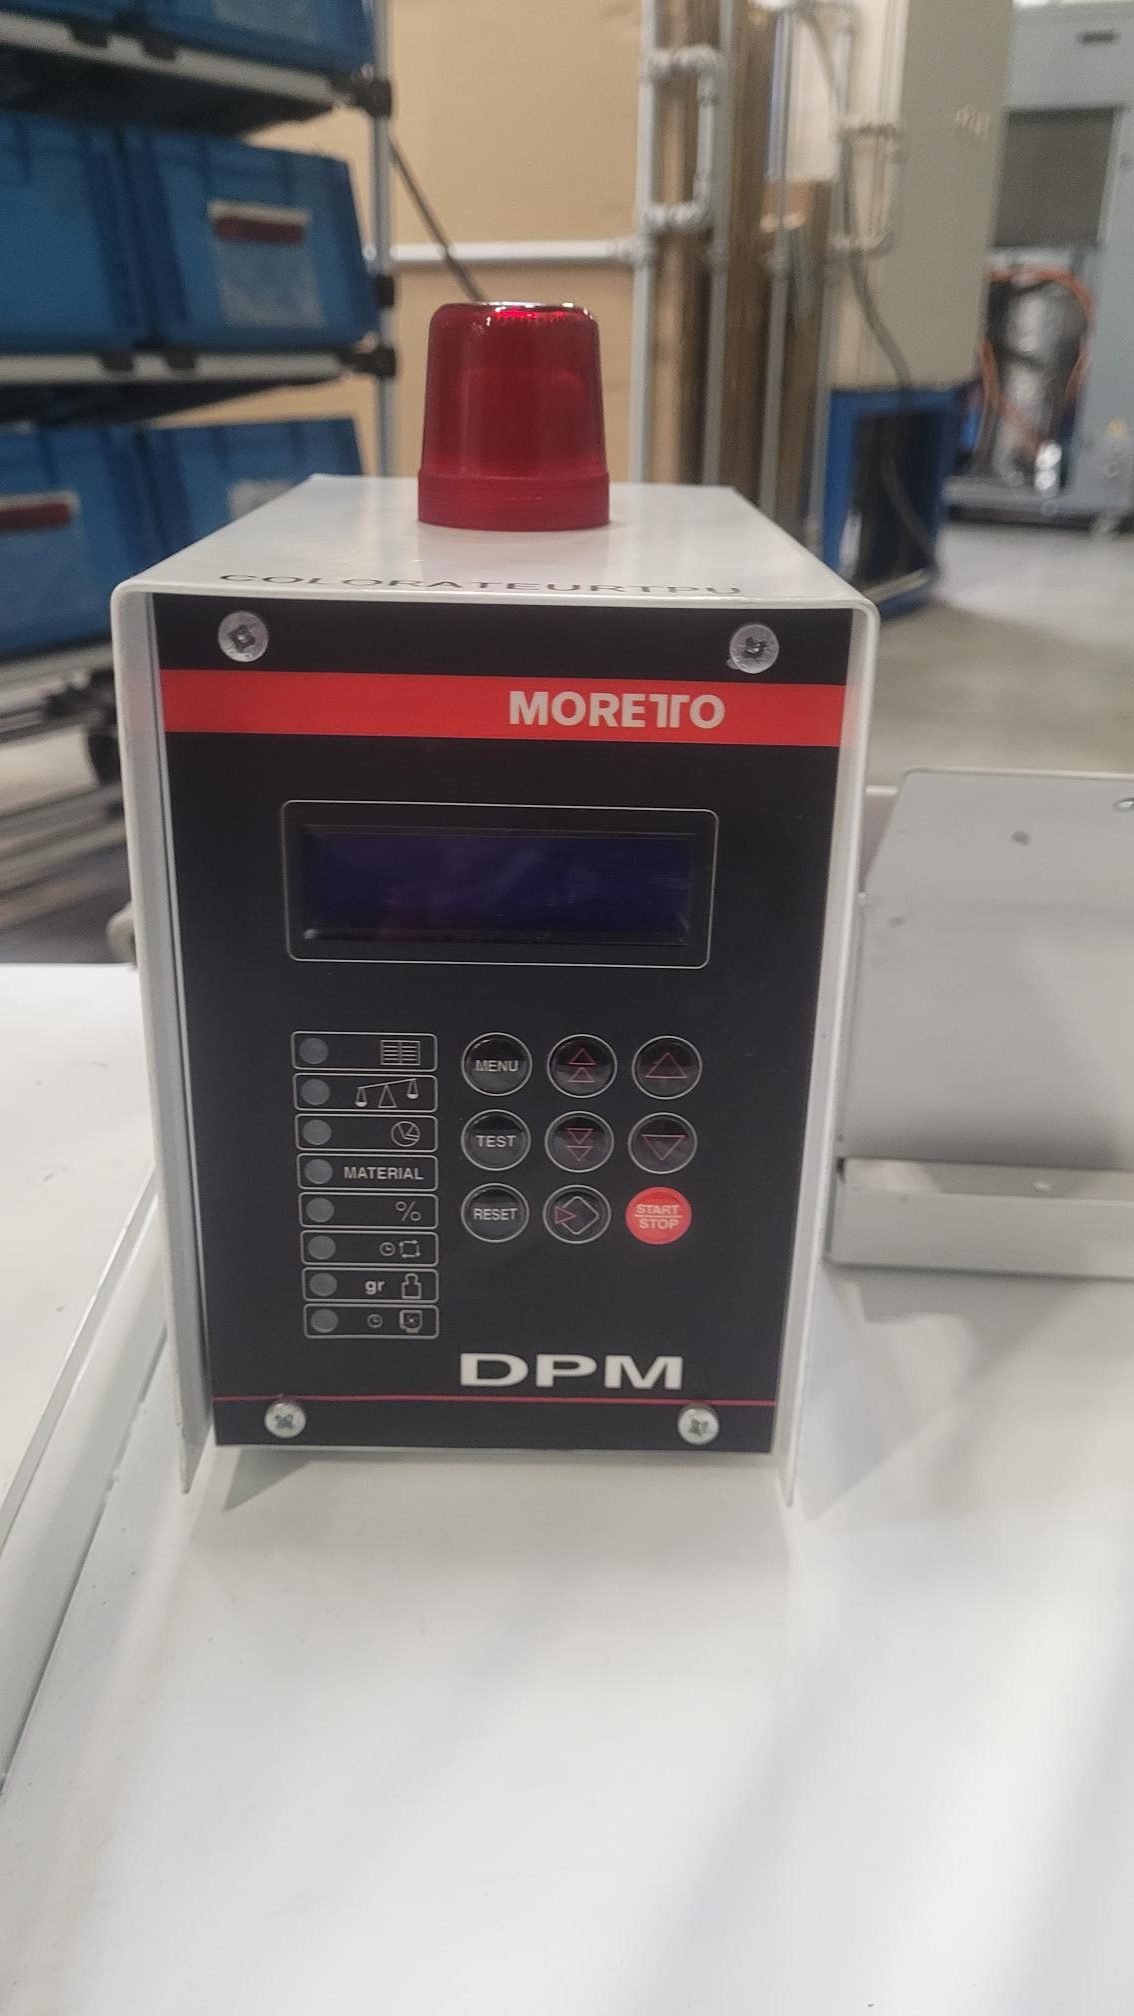 COLORATEURTPU
MORETTO
MENU
TEST
MATERIAL
RESET
START
STOP
%
gr
DPM